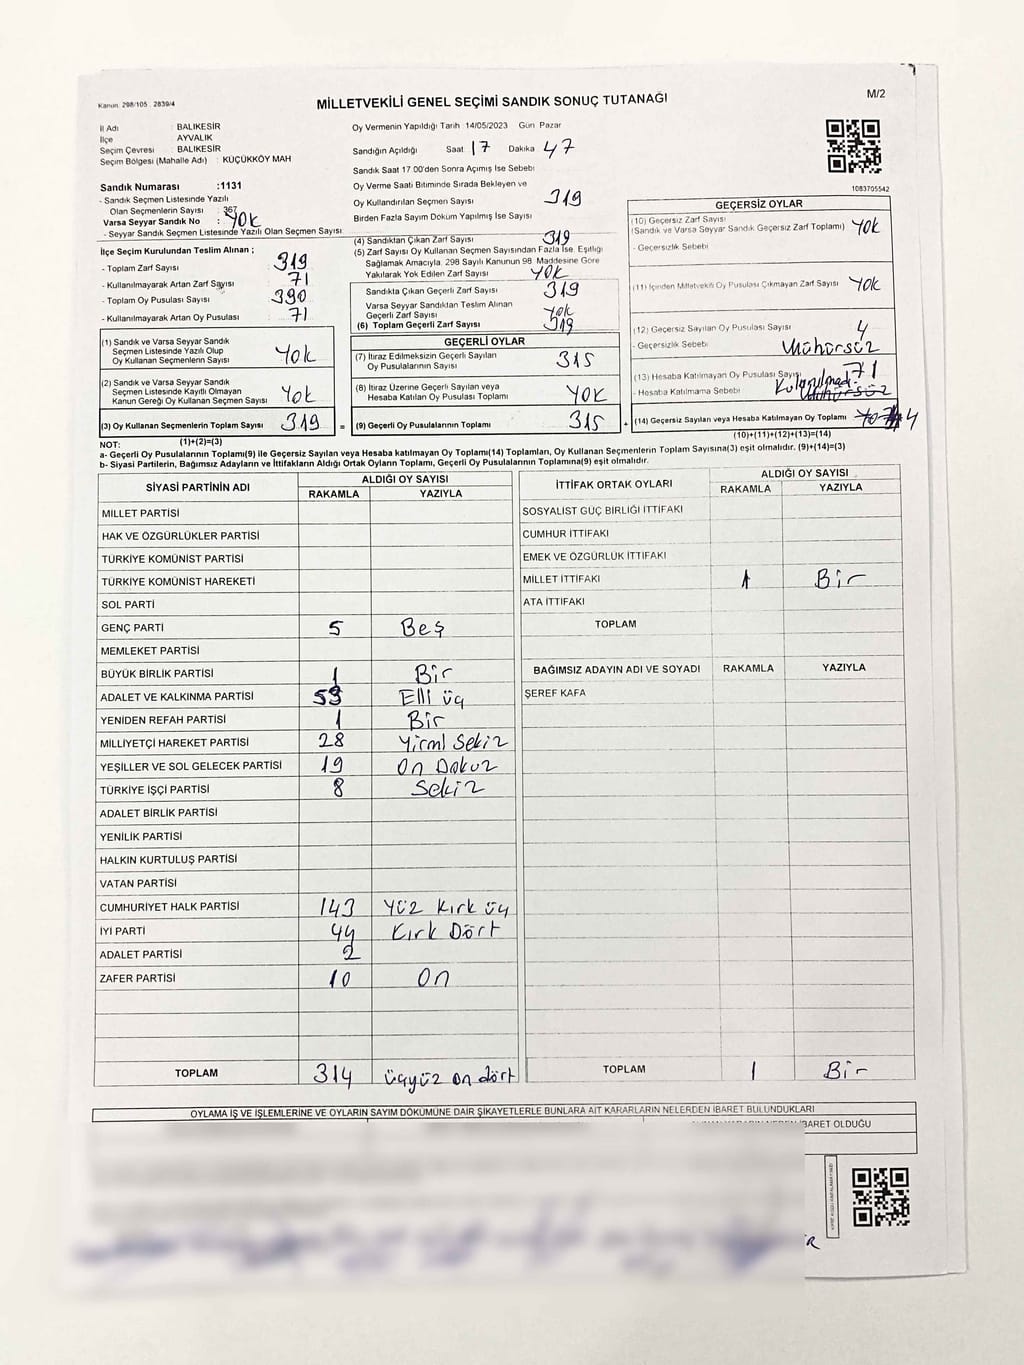 Kanun: 298/105 : 2839/4
MİLLETVEKİLİ GENEL SEÇİMİ SANDIK SONUÇ TUTANAĞI
M/2
İl Adı : BALIKESİR
İlçe : AYVALIK
Seçim Çevresi : BALIKESİR
Seçim Bölgesi (Mahalle Adı) : KÜÇÜKKÖY MAH
Sandık Numarası :1131
- Sandık Seçmen Listesinde Yazılı
Olan Seçmenlerin Sayısı : 367
Varsa Seyyar Sandık No : YOK
- Seyyar Sandık Seçmen Listesinde Yazılı Olan Seçmen Sayısı
Oy Vermenin Yapıldığı Tarih :14/05/2023 Gün Pazar
Sandığın Açıldığı Saat 17 Dakika 47
Sandık Saat 17.00'den Sonra Açımış İse Sebebi
Oy Verme Saati Bitiminde Sırada Bekleyen ve
Oy Kullandırılan Seçmen Sayısı 319
Birden Fazla Sayım Döküm Yapılmış İse Sayısı
1083705542
İlçe Seçim Kurulundan Teslim Alınan ;
- Toplam Zarf Sayısı 319
- Kullanılmayarak Artan Zarf Sayısı 71
- Toplam Oy Pusulası Sayısı 390
- Kullanılmayarak Artan Oy Pusulası 71
(1) Sandık ve Varsa Seyyar Sandık
Seçmen Listesinde Yazılı Olup
Oy Kullanan Seçmenlerin Sayısı YOK
(2) Sandık ve Varsa Seyyar Sandık
Seçmen Listesinde Kayıtlı Olmayan
Kanun Gereği Oy Kullanan Seçmen Sayısı YOK
(3) Oy Kullanan Seçmenlerin Toplam Sayısı 319 =
(4) Sandıktan Çıkan Zarf Sayısı 319
(5) Zarf Sayısı Oy Kullanan Seçmen Sayısından Fazla İse, Eşitliği
Sağlamak Amacıyla, 298 Sayılı Kanunun 98. Maddesine Göre
Yakılarak Yok Edilen Zarf Sayısı YOK
Sandıkta Çıkan Geçerli Zarf Sayısı 319
Varsa Seyyar Sandıktan Teslim Alınan
Geçerli Zarf Sayısı YOK
(6) Toplam Geçerli Zarf Sayısı 319
GEÇERLİ OYLAR
(7) İtiraz Edilmeksizin Geçerli Sayılan
Oy Pusulalarının Sayısı 315
(8) İtiraz Üzerine Geçerli Sayılan veya
Hesaba Katılan Oy Pusulası Toplamı YOK
(9) Geçerli Oy Pusulalarının Toplamı 315 +
GEÇERSİZ OYLAR
(10) Geçersiz Zarf Sayısı
(Sandık ve Varsa Seyyar Sandık Geçersiz Zarf Toplamı) YOK
- Geçersizlik Sebebi
(11) İçinden Milletvekili Oy Pusulası Çıkmayan Zarf Sayısı YOK
(12) Geçersiz Sayılan Oy Pusulası Sayısı 4
- Geçersizlik Sebebi Mühürsüz
(13) Hesaba Katılmayan Oy Pusulası Sayısı 71
- Hesaba Katılmama Sebebi
(14) Geçersiz Sayılan veya Hesaba Katılmayan Oy Toplamı 4
(1)+(2)=(3)
(10)+(11)+(12)+(13)=(14)
NOT:
a- Geçerli Oy Pusulalarının Toplamı(9) ile Geçersiz Sayılan veya Hesaba katılmayan Oy Toplamı(14) Toplamları, Oy Kullanan Seçmenlerin Toplam Sayısına(3) eşit olmalıdır. (9)+(14)=(3)
b- Siyasi Partilerin, Bağımsız Adayların ve İttifakların Aldığı Ortak Oyların Toplamı, Geçerli Oy Pusulalarının Toplamına(9) eşit olmalıdır.
SİYASİ PARTİNİN ADI ALDIĞI OY SAYISI
RAKAMLA YAZIYLA
MİLLET PARTİSİ
HAK VE ÖZGÜRLÜKLER PARTİSİ
TÜRKİYE KOMÜNİST PARTİSİ
TÜRKİYE KOMÜNİST HAREKETİ
SOL PARTİ
GENÇ PARTİ 5 Beş
MEMLEKET PARTİSİ
BÜYÜK BİRLİK PARTİSİ 1 Bir
ADALET VE KALKINMA PARTİSİ 53 Elli üç
YENİDEN REFAH PARTİSİ 1 Bir
MİLLİYETÇİ HAREKET PARTİSİ 28 Yirmi Sekiz
YEŞİLLER VE SOL GELECEK PARTİSİ 19 On Dokuz
TÜRKİYE İŞÇİ PARTİSİ 8 Sekiz
ADALET BİRLİK PARTİSİ
YENİLİK PARTİSİ
HALKIN KURTULUŞ PARTİSİ
VATAN PARTİSİ
CUMHURİYET HALK PARTİSİ 143 Yüz Kırk üç
İYİ PARTİ 44 Kırk Dört
ADALET PARTİSİ 2
ZAFER PARTİSİ 10 On
TOPLAM 314 üçyüz on dört
İTTİFAK ORTAK OYLARI ALDIĞI OY SAYISI
RAKAMLA YAZIYLA
SOSYALİST GÜÇ BİRLİĞİ İTTİFAKI
CUMHUR İTTİFAKI
EMEK VE ÖZGÜRLÜK İTTİFAKI
MİLLET İTTİFAKI 1 Bir
ATA İTTİFAKI
TOPLAM
BAĞIMSIZ ADAYIN ADI VE SOYADI RAKAMLA YAZIYLA
ŞEREF KAFA
TOPLAM 1 Bir
OYLAMA İŞ VE İŞLEMLERİNE VE OYLARIN SAYIM DÖKÜMÜNE DAİR ŞİKAYETLERLE BUNLARA AİT KARARLARIN NELERDEN İBARET BULUNDUKLARI
İBARET OLDUĞU